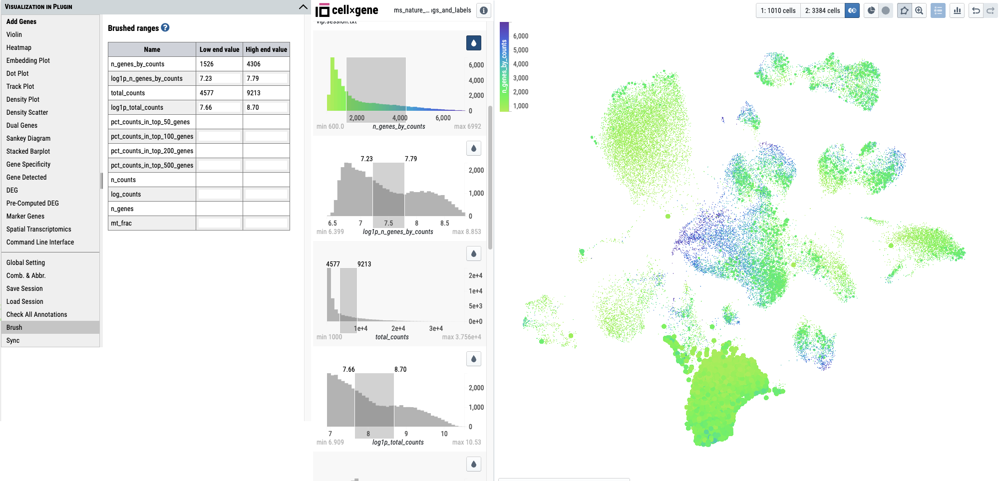 VISUALIZATION IN PLUGIN
Add Genes
Violin
Heatmap
Embedding Plot
Dot Plot
Track Plot
Density Plot
Density Scatter
Dual Genes
Sankey Diagram
Stacked Barplot
Gene Specificity
Gene Detected
DEG
Pre-Computed DEG
Marker Genes
Spatial Transcriptomics
Command Line Interface
Global Setting
Comb. & Abbr.
Save Session
Load Session
Check All Annotations
Brush
Sync
Brushed ranges ?
Name Low end value High end value
n_genes_by_counts 1526 4306
log1p_n_genes_by_counts 7.23 7.79
total_counts 4577 9213
log1p_total_counts 7.66 8.70
pct_counts_in_top_50_genes
pct_counts_in_top_100_genes
pct_counts_in_top_200_genes
pct_counts_in_top_500_genes
n_counts
log_counts
n_genes
mt_frac
cell×gene
ms_nature_... ıgs_and_labels
vip.session.txt
6,000
4,000
2,000
0
2,000 4,000 6,000
min 600.0 n_genes_by_counts max 6992
7.23 7.79
2,000
1,000
0
6.5 7 7.5 8 8.5
min 6.399 log1p_n_genes_by_counts max 8.853
4577 9213
2e+4
1e+4
5e+3
0e+0
1e+4 2e+4 3e+4
min 1000 total_counts max 3.756e+4
7.66 8.70
2,000
1,000
0
7 8 9 10
min 6.909 log1p_total_counts max 10.53
1: 1010 cells 2: 3384 cells
n_genes_by_counts
6,000
5,000
4,000
3,000
2,000
1,000